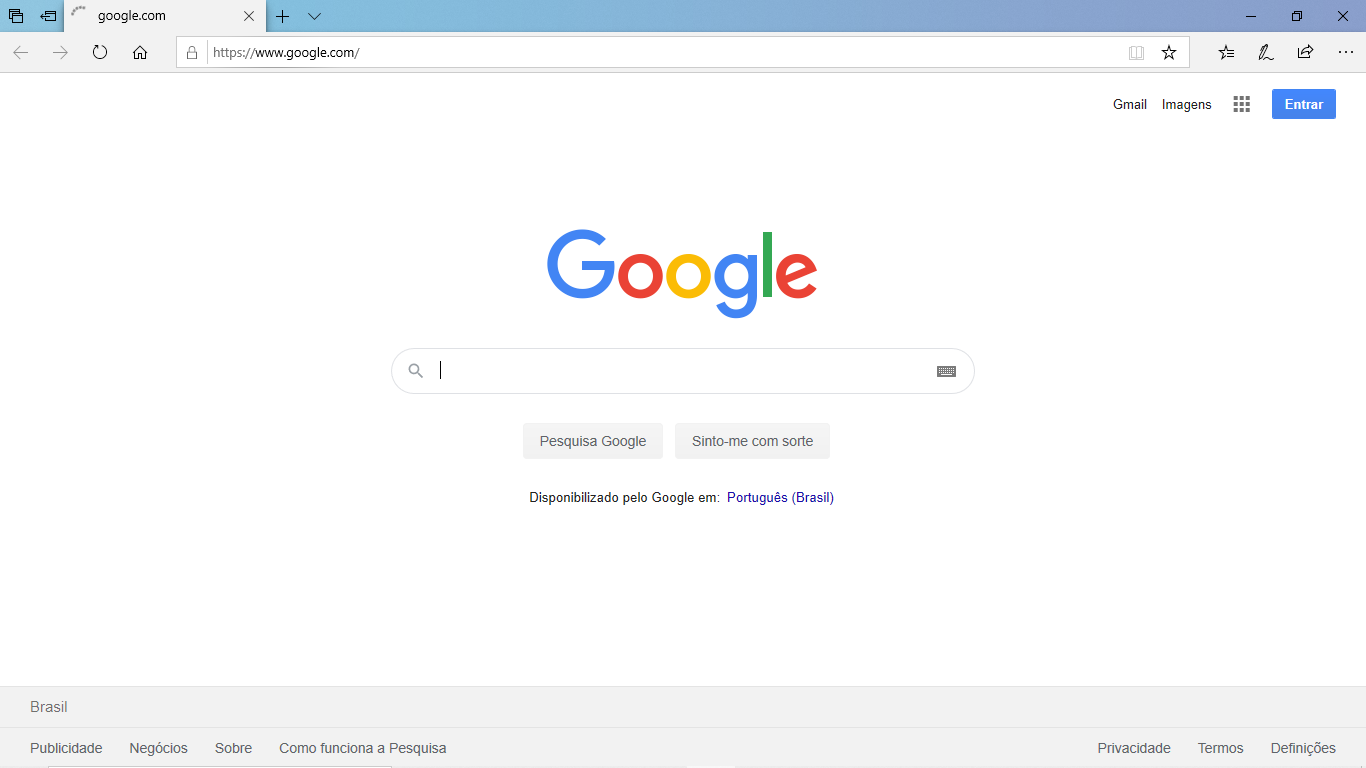 google.com
https://www.google.com/
Gmail Imagens Entrar
Google
Pesquisa Google Sinto-me com sorte
Disponibilizado pelo Google em: Português (Brasil)
Brasil
Publicidade Negócios Sobre Como funciona a Pesquisa Privacidade Termos Definições